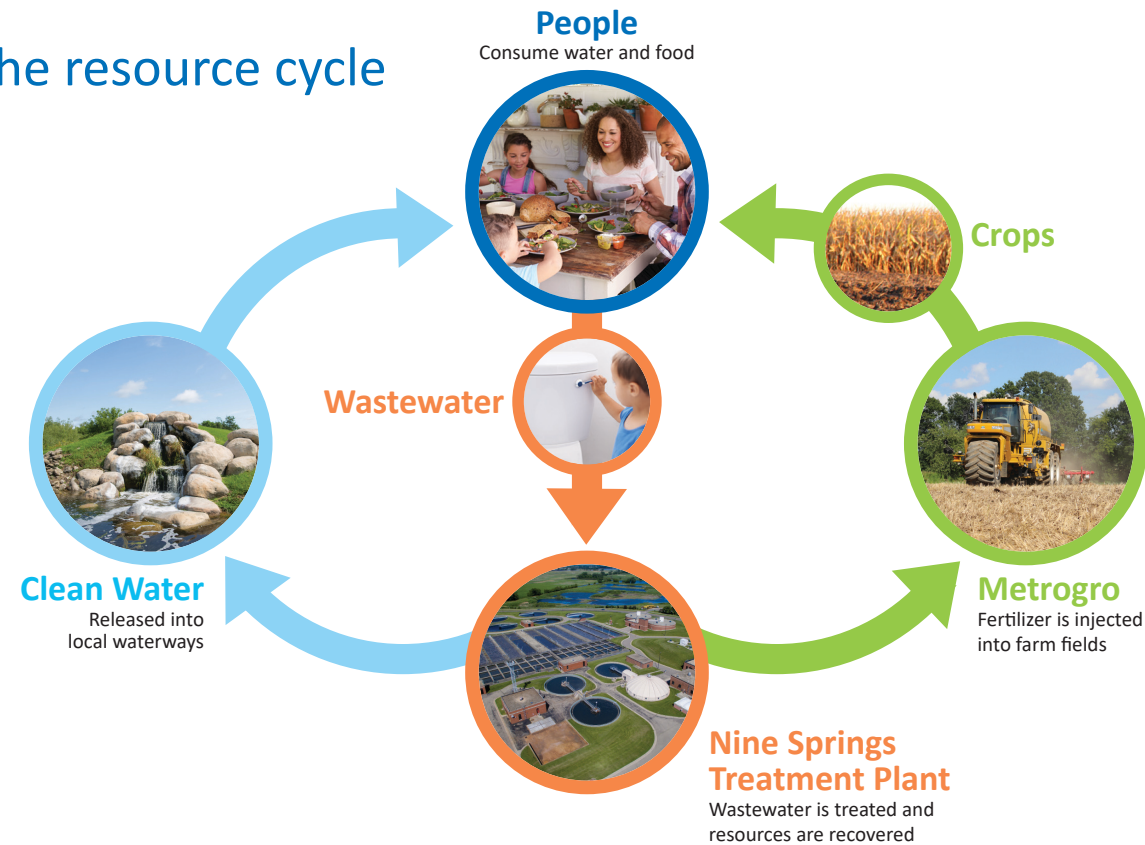 he resource cycle
People
Consume water and food
Crops
Wastewater
Clean Water
Released into
local waterways
Metrogro
Fertilizer is injected
into farm fields
Nine Springs
Treatment Plant
Wastewater is treated and
resources are recovered